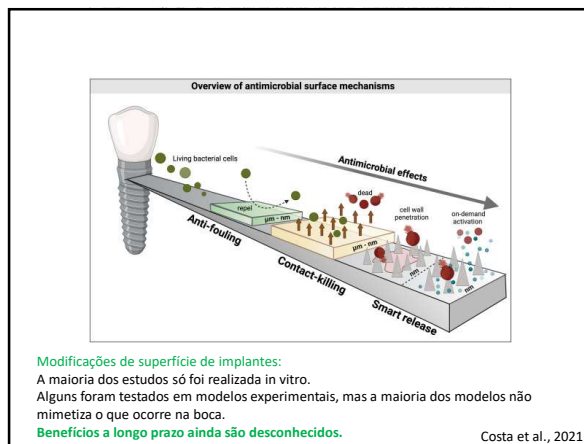 Overview of antimicrobial surface mechanisms
Living bacterial cells
Antimicrobial effects
repel
μm - nm
Anti-fouling
dead
μm - nm
Contact-killing
cell wall
penetration
on-demand
activation
nm
nm
Smart release
Modificações de superfície de implantes:
A maioria dos estudos só foi realizada in vitro.
Alguns foram testados em modelos experimentais, mas a maioria dos modelos não
mimetiza o que ocorre na boca.
Benefícios a longo prazo ainda são desconhecidos.
Costa et al., 2021